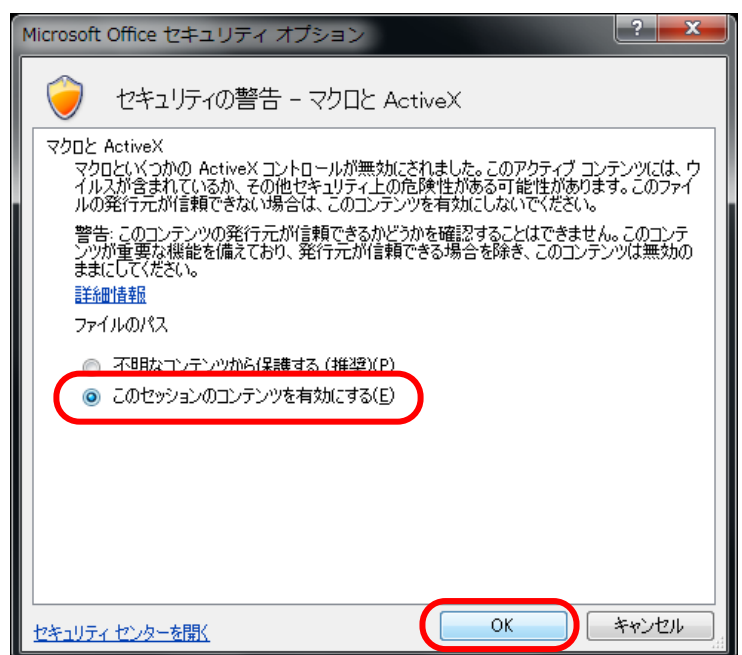 Microsoft Office セキュリティ オプション
セキュリティの警告 - マクロと ActiveX
マクロと ActiveX
マクロといくつかの ActiveX コントロールが無効にされました。このアクティブ コンテンツには、ウ
イルスが含まれているか、その他セキュリティ上の危険性がある可能性があります。このファイ
ルの発行元が信頼できない場合は、このコンテンツを有効にしないでください。
警告: このコンテンツの発行元が信頼できるかどうかを確認することはできません。このコンテ
ンツが重要な機能を備えており、発行元が信頼できる場合を除き、このコンテンツは無効の
ままにしてください。
詳細情報
ファイルのパス
不明なコンテンツから保護する (推奨)(P)
このセッションのコンテンツを有効にする(E)
セキュリティ センターを開く
OK
キャンセル